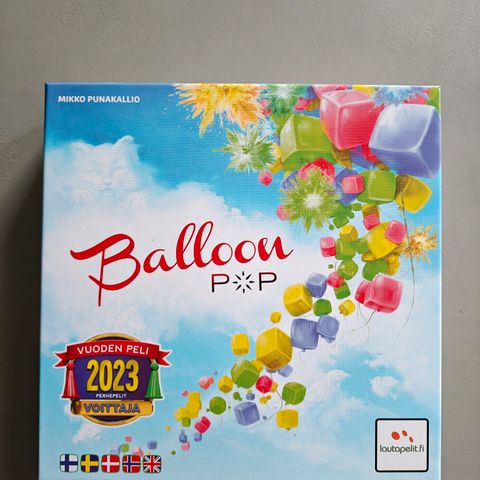 MIKKO PUNAKALLIO
Balloon
POP
VUODEN PELI
2023
PERHEPELIT
VOITTAJA
lautapelit.fi